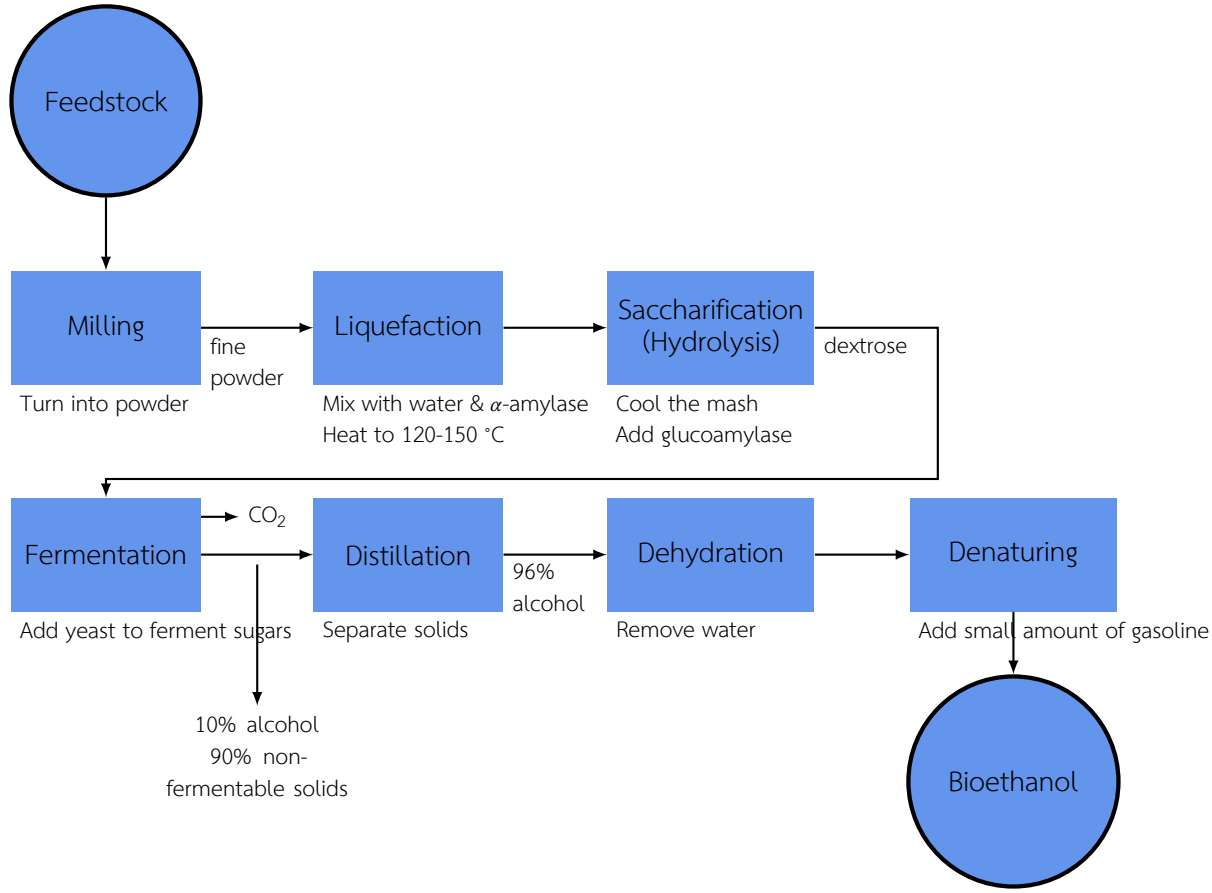 Feedstock
Milling
fine
powder
Turn into powder
Liquefaction
Mix with water & α-amylase
Heat to 120-150 °C
Saccharification
(Hydrolysis)
dextrose
Cool the mash
Add glucoamylase
Fermentation
CO₂
Add yeast to ferment sugars
10% alcohol
90% non-
fermentable solids
Distillation
96%
alcohol
Separate solids
Dehydration
Remove water
Denaturing
Add small amount of gasoline
Bioethanol